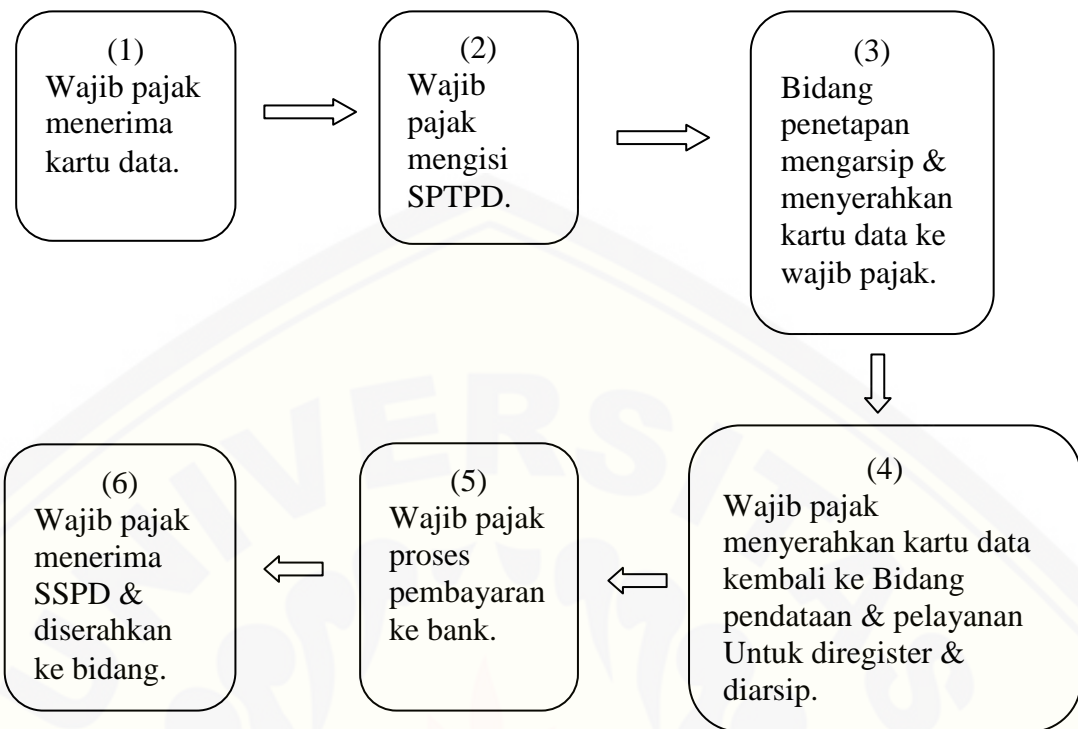 (1)
Wajib pajak
menerima
kartu data.
(2)
Wajib
pajak
mengisi
SPTPD.
(3)
Bidang
penetapan
mengarsip &
menyerahkan
kartu data ke
wajib pajak.
(4)
Wajib pajak
menyerahkan kartu data
kembali ke Bidang
pendataan & pelayanan
Untuk diregister &
diarsip.
(5)
Wajib pajak
proses
pembayaran
ke bank.
(6)
Wajib pajak
menerima
SSPD &
diserahkan
ke bidang.
UNIVERSITAS